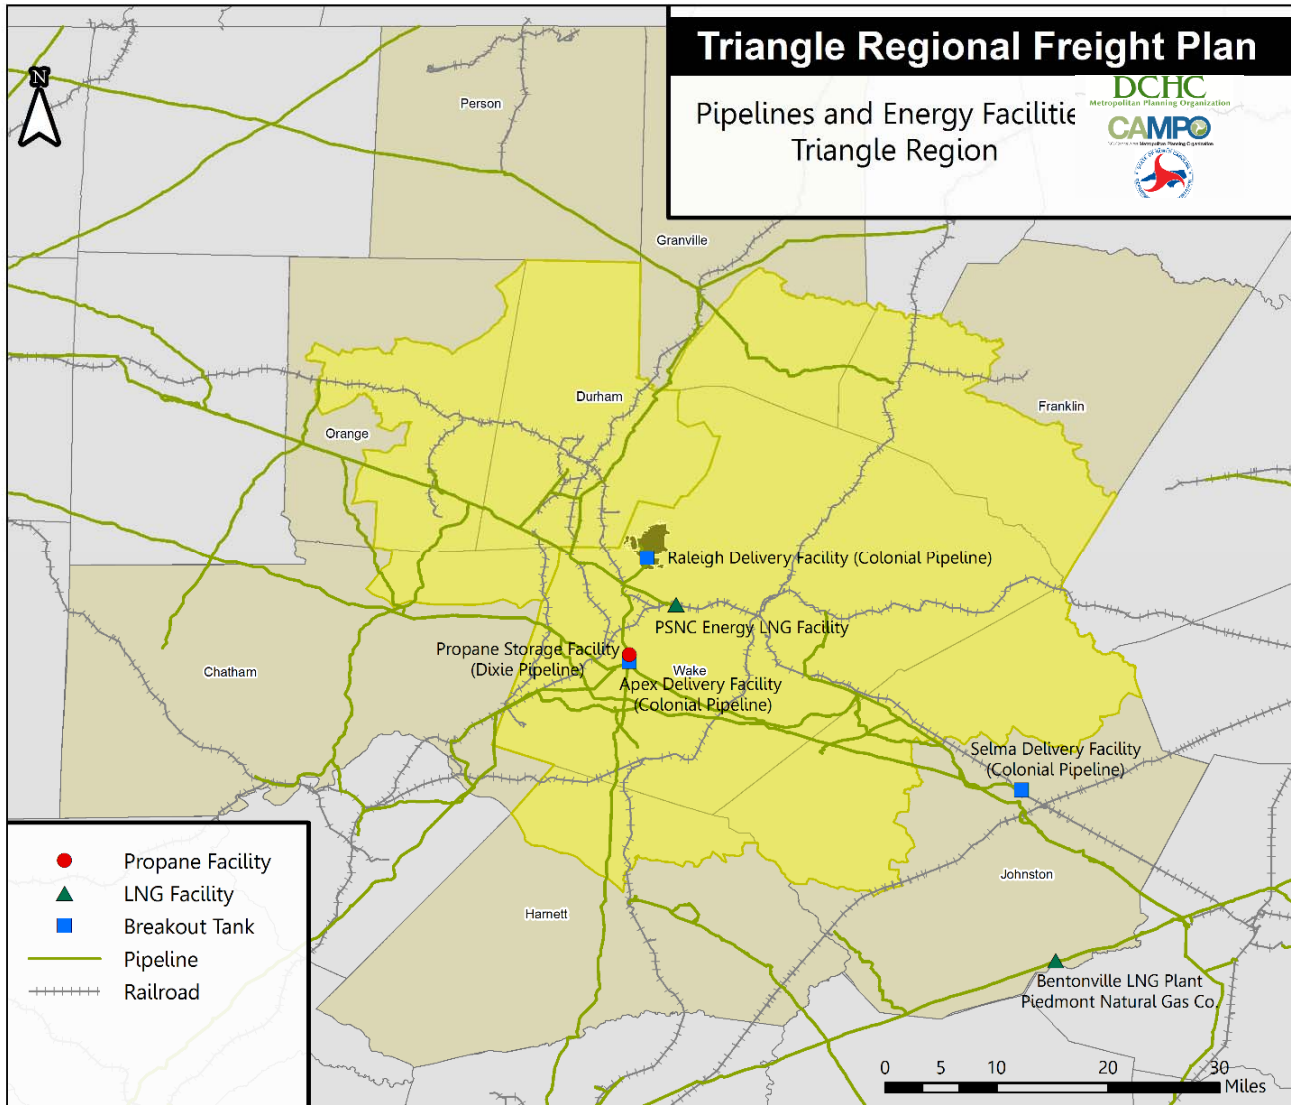 Triangle Regional Freight Plan
Pipelines and Energy Facilitie
Triangle Region
DCHC
Metropolitan Planning Organization
CAMPO
Metropolitan Planning Organization
N
Person
Granville
Durham
Franklin
Orange
Raleigh Delivery Facility (Colonial Pipeline)
PSNC Energy LNG Facility
Propane Storage Facility
(Dixie Pipeline)
Wake
Chatham
Apex Delivery Facility
(Colonial Pipeline)
Selma Delivery Facility
(Colonial Pipeline)
Johnston
Harnett
Bentonville LNG Plant
Piedmont Natural Gas Co.
Propane Facility
LNG Facility
Breakout Tank
Pipeline
Railroad
0 5 10 20 30
Miles